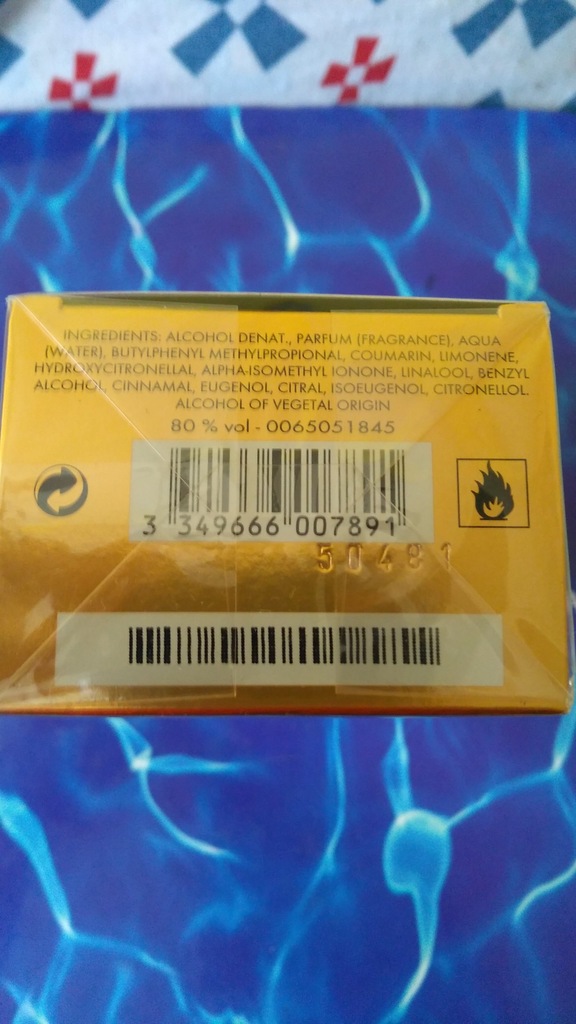 INGREDIENTS: ALCOHOL DENAT., PARFUM (FRAGRANCE), AQUA
(WATER), BUTYLPHENYL METHYLPROPIONAL, COUMARIN, LIMONENE,
HYDROXYCITRONELLAL, ALPHA-ISOMETHYL IONONE, LINALOOL, BENZYL
ALCOHOL, CINNAMAL, EUGENOL, CITRAL, ISOEUGENOL, CITRONELLOL.
ALCOHOL OF VEGETAL ORIGIN
80 % vol - 0065051845
3 349666 007891
50481